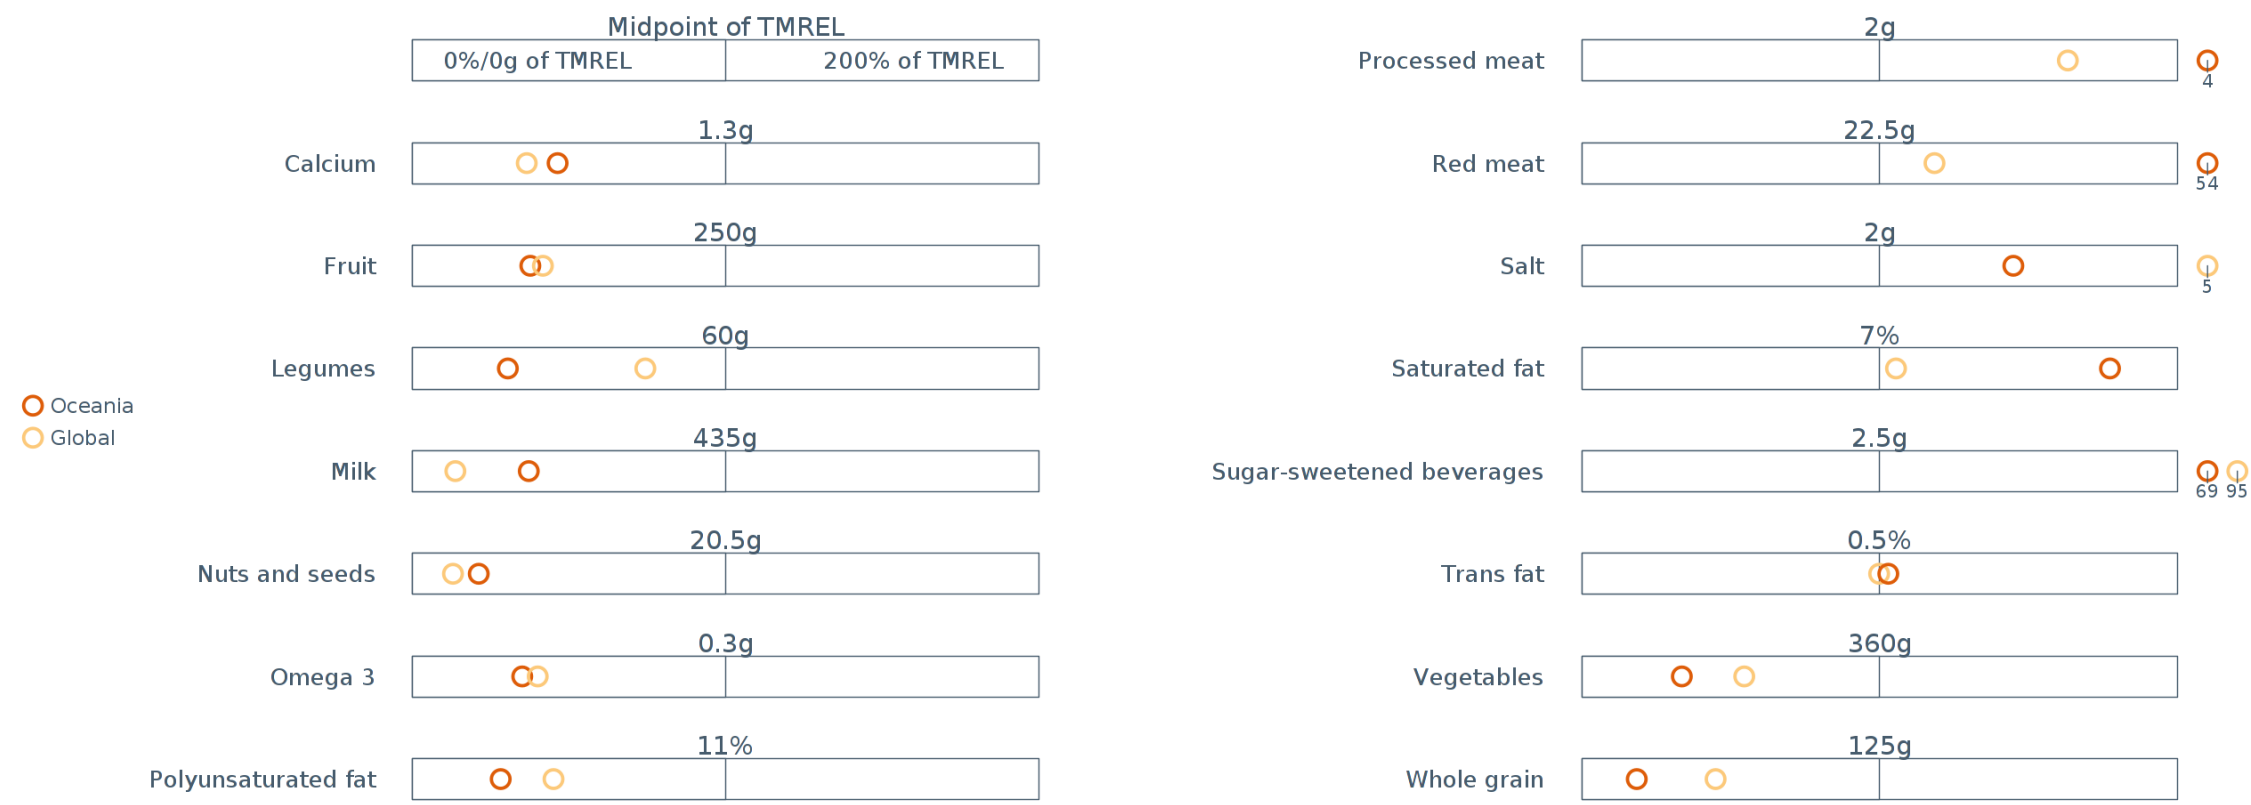 Midpoint of TMREL
0%/0g of TMREL
200% of TMREL
1.3g
Calcium
250g
Fruit
60g
Legumes
435g
Milk
20.5g
Nuts and seeds
0.3g
Omega 3
11%
Polyunsaturated fat
Oceania
Global
2g
Processed meat
4
22.5g
Red meat
54
2g
Salt
5
7%
Saturated fat
2.5g
Sugar-sweetened beverages
69 95
0.5%
Trans fat
360g
Vegetables
125g
Whole grain